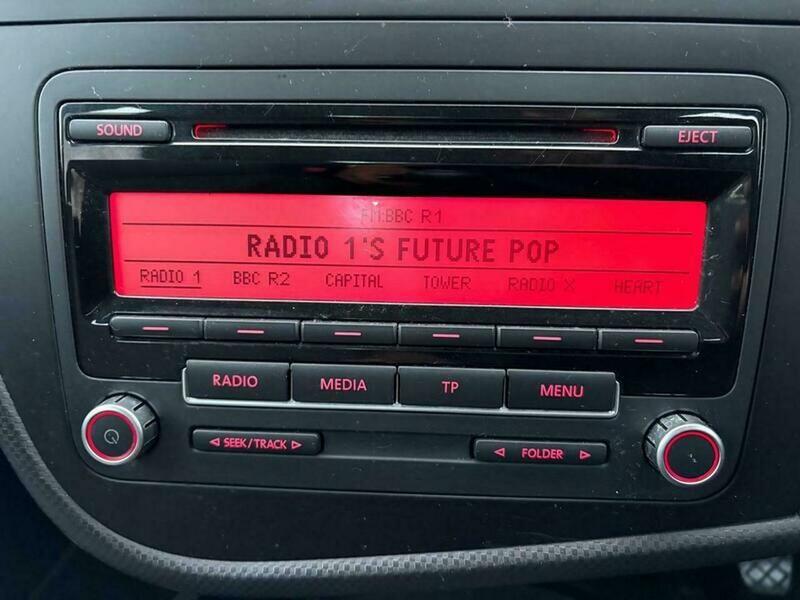 SOUND
EJECT
FM:BBC R1
RADIO 1'S FUTURE POP
RADIO 1 BBC R2 CAPITAL TOWER RADIO X HEART
RADIO MEDIA TP MENU
SEEK/TRACK
FOLDER